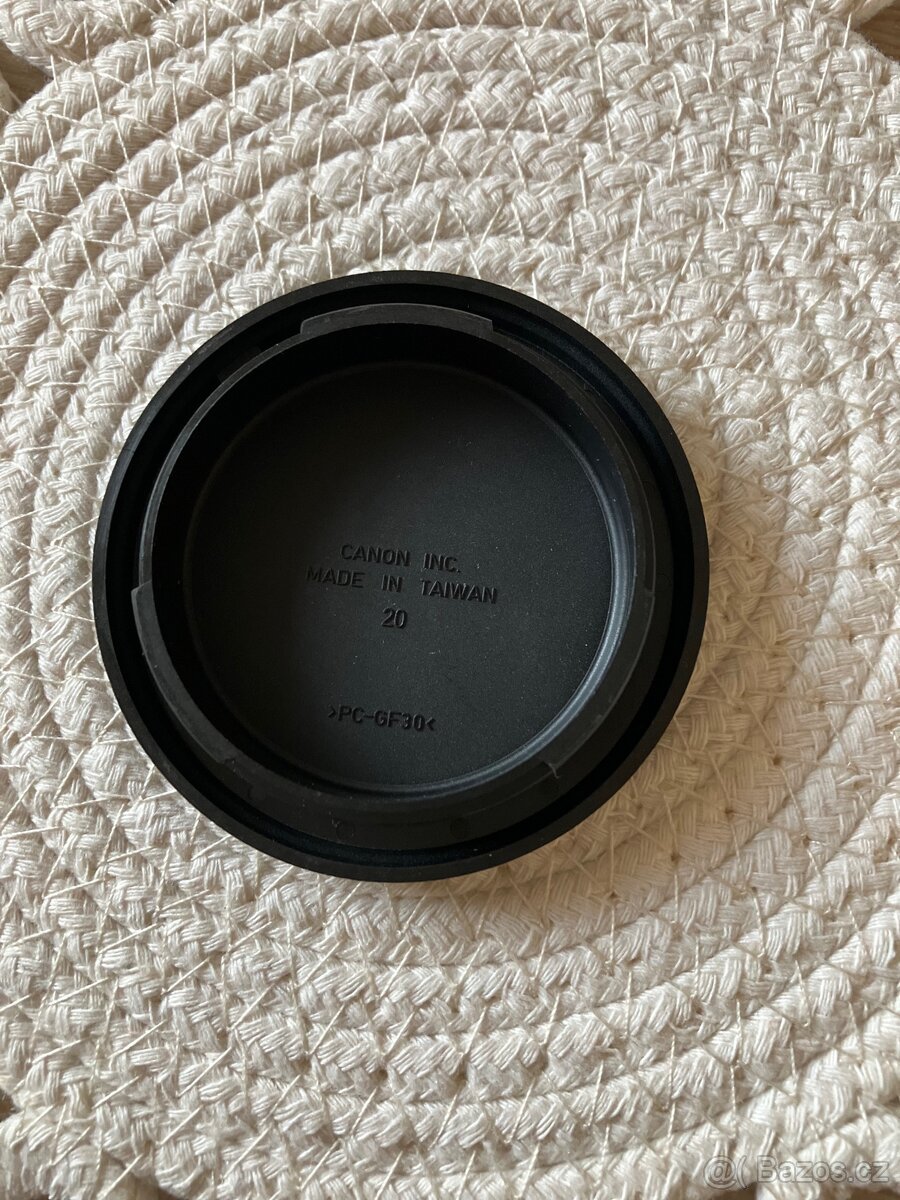 CANON INC.
MADE IN TAIWAN
20
>PC-GF30<
@( Bazos.cz